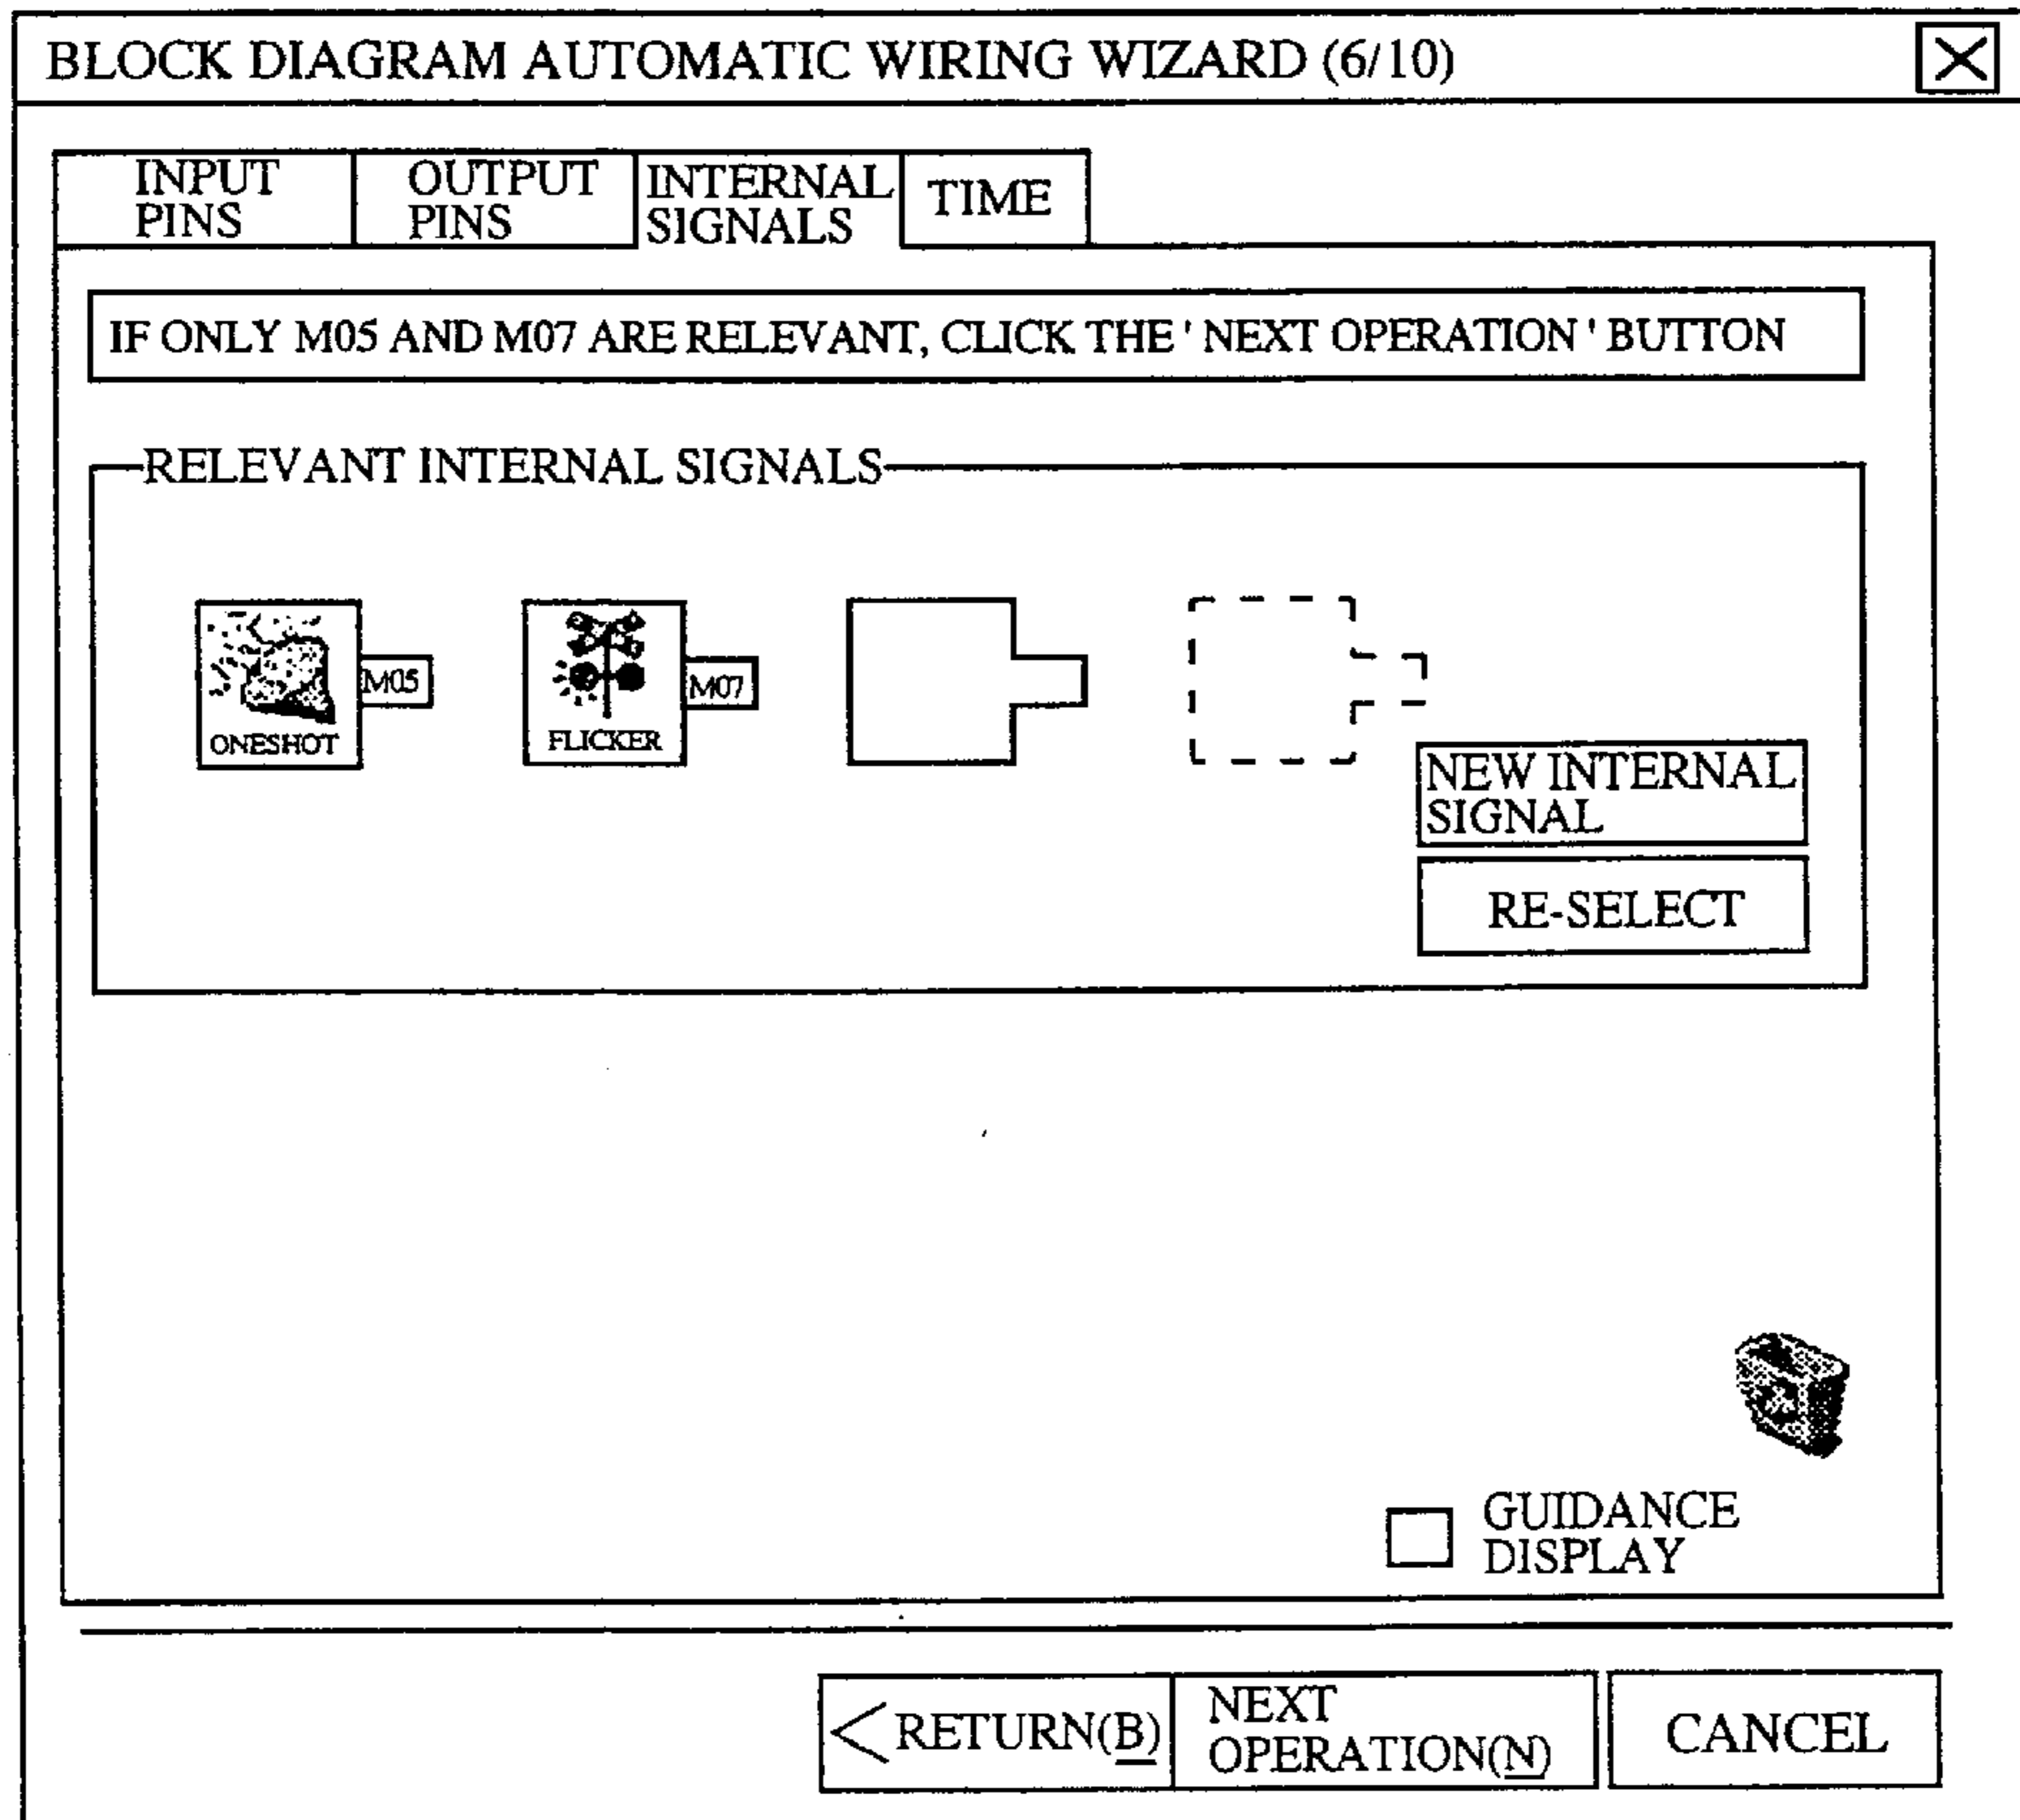 BLOCK DIAGRAM AUTOMATIC WIRING WIZARD (6/10)
INPUT
PINS
OUTPUT
PINS
INTERNAL
SIGNALS
TIME
IF ONLY M05 AND M07 ARE RELEVANT, CLICK THE ' NEXT OPERATION ' BUTTON
RELEVANT INTERNAL SIGNALS
M05
ONESHOT
M07
FLICKER
NEW INTERNAL
SIGNAL
RE-SELECT
GUIDANCE
DISPLAY
<RETURN(B)
NEXT
OPERATION(N)
CANCEL